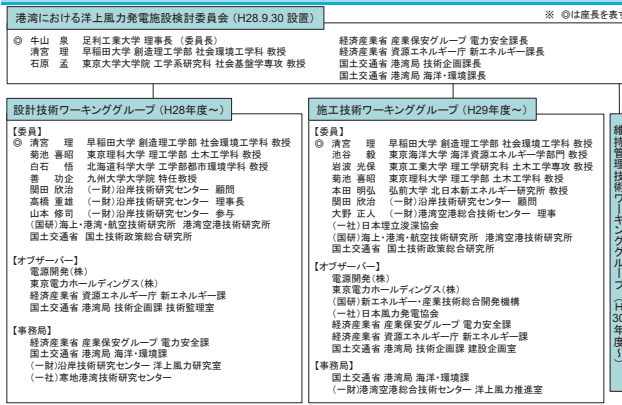 港湾における洋上風力発電施設検討委員会（H28.9.30 設置）
※ ◎は座長を表す
◎ 牛山 泉 足利工業大学 理事長 （委員長）
清宮 理 早稲田大学 創造理工学部 社会環境工学科 教授
石原 孟 東京大学大学院 工学系研究科 社会基盤学専攻 教授
経済産業省 産業保安グループ 電力安全課長
経済産業省 資源エネルギー庁 新エネルギー課長
国土交通省 港湾局 技術企画課長
国土交通省 港湾局 海洋・環境課長
設計技術ワーキンググループ（H28年度～）
【委員】
◎ 清宮 理 早稲田大学 創造理工学部 社会環境工学科 教授
菊池 喜昭 東京理科大学 理工学部 土木工学科 教授
白石 悟 北海道科学大学 工学部都市環境学科 教授
善 功企 九州大学大学院 特任教授
関田 欣治 （一財）沿岸技術研究センター 顧問
高橋 重雄 （一財）沿岸技術研究センター 理事長
山本 修司 （一財）沿岸技術研究センター 参与
（国研）海上・港湾・航空技術研究所 港湾空港技術研究所
国土交通省 国土技術政策総合研究所
【オブザーバー】
電源開発（株）
東京電力ホールディングス（株）
経済産業省 資源エネルギー庁 新エネルギー課
国土交通省 港湾局 技術企画課 技術監理室
【事務局】
経済産業省 産業保安グループ 電力安全課
国土交通省 港湾局 海洋・環境課
（一財）沿岸技術研究センター 洋上風力研究室
（一社）寒地港湾技術研究センター
施工技術ワーキンググループ（H29年度～）
【委員】
◎ 清宮 理 早稲田大学 創造理工学部 社会環境工学科 教授
池谷 毅 東京海洋大学 海洋資源エネルギー学部門 教授
岩波 光保 東京工業大学 理工学研究科 土木工学専攻 教授
菊池 喜昭 東京理科大学 理工学部 土木工学科 教授
本田 明弘 弘前大学 北日本新エネルギー研究所 教授
関田 欣治 （一財）沿岸技術研究センター 顧問
大野 正人 （一財）港湾空港総合技術センター 理事
（一社）日本埋立浚渫協会
（国研）海上・港湾・航空技術研究所 港湾空港技術研究所
国土交通省 国土技術政策総合研究所
【オブザーバー】
電源開発（株）
東京電力ホールディングス（株）
（国研）新エネルギー・産業技術総合開発機構
（一社）日本風力発電協会
経済産業省 産業保安グループ 電力安全課
経済産業省 資源エネルギー庁 新エネルギー課
国土交通省 港湾局 技術企画課 建設企画室
【事務局】
国土交通省 港湾局 海洋・環境課
（一財）港湾空港総合技術センター 洋上風力推進室
維持管理技術ワーキンググループ（H30年度～）